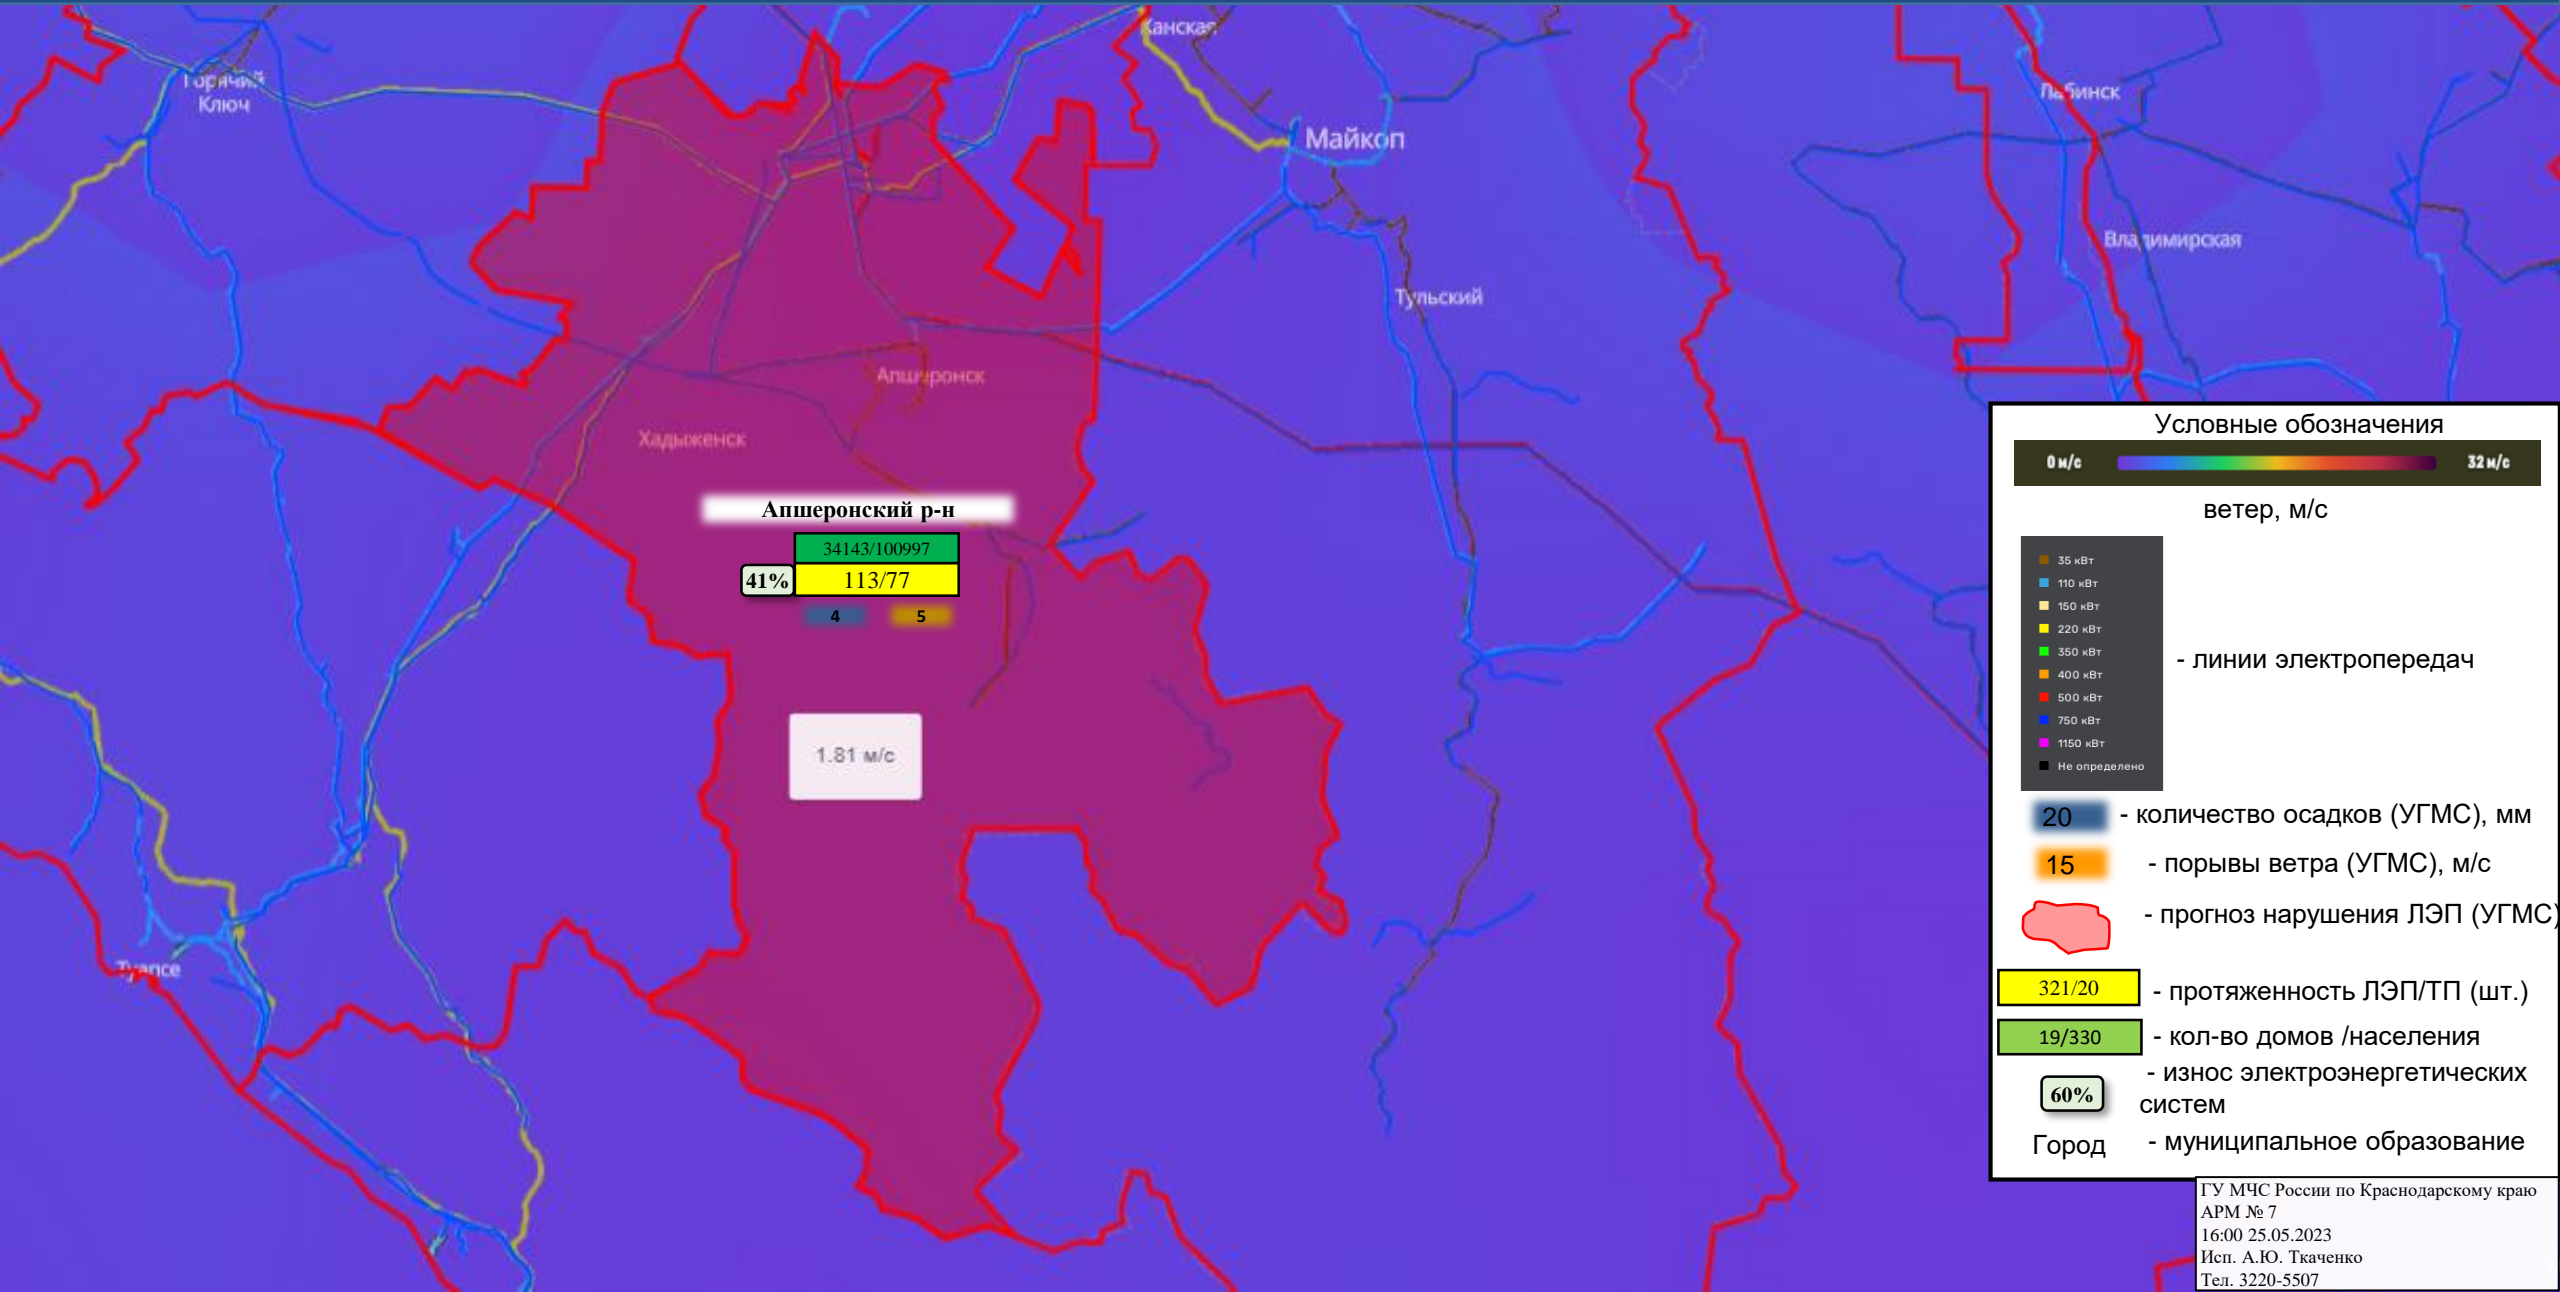 Ханская
Горячий
Ключ
Майкоп
Лабинск
Владимирская
Тульский
Апшеронск
Хадыженск
Апшеронский р-н
34143/100997
41%
113/77
4
5
1.81 м/с
Туапсе
Условные обозначения
0 м/с
32 м/с
ветер, м/с
35 кВт
110 кВт
150 кВт
220 кВт
350 кВт
400 кВт
500 кВт
750 кВт
1150 кВт
Не определено
- линии электропередач
20 - количество осадков (УГМС), мм
15 - порывы ветра (УГМС), м/с
- прогноз нарушения ЛЭП (УГМС)
321/20 - протяженность ЛЭП/ТП (шт.)
19/330 - кол-во домов /населения
60% - износ электроэнергетических
систем
Город - муниципальное образование
ГУ МЧС России по Краснодарскому краю
АРМ № 7
16:00 25.05.2023
Исп. А.Ю. Ткаченко
Тел. 3220-5507